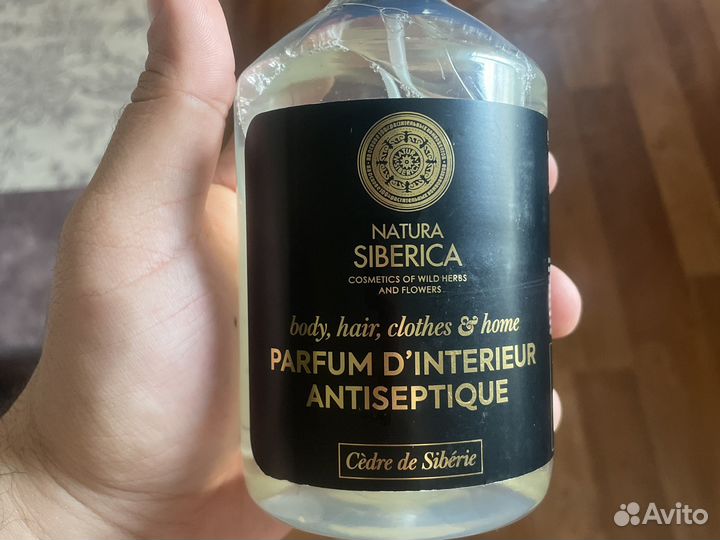 NATURA
SIBERICA
COSMETICS OF WILD HERBS
AND FLOWERS
body, hair, clothes & home
PARFUM D'INTERIEUR
ANTISEPTIQUE
Cèdre de Sibérie
Avito